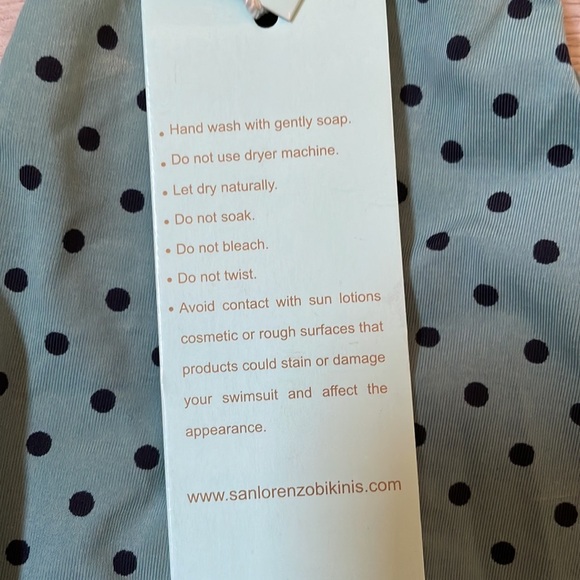 • Hand wash with gently soap.
• Do not use dryer machine.
• Let dry naturally.
• Do not soak.
• Do not bleach.
• Do not twist.
• Avoid contact with sun lotions
cosmetic or rough surfaces that
products could stain or damage
your swimsuit and affect the
appearance.
www.sanlorenzobikinis.com